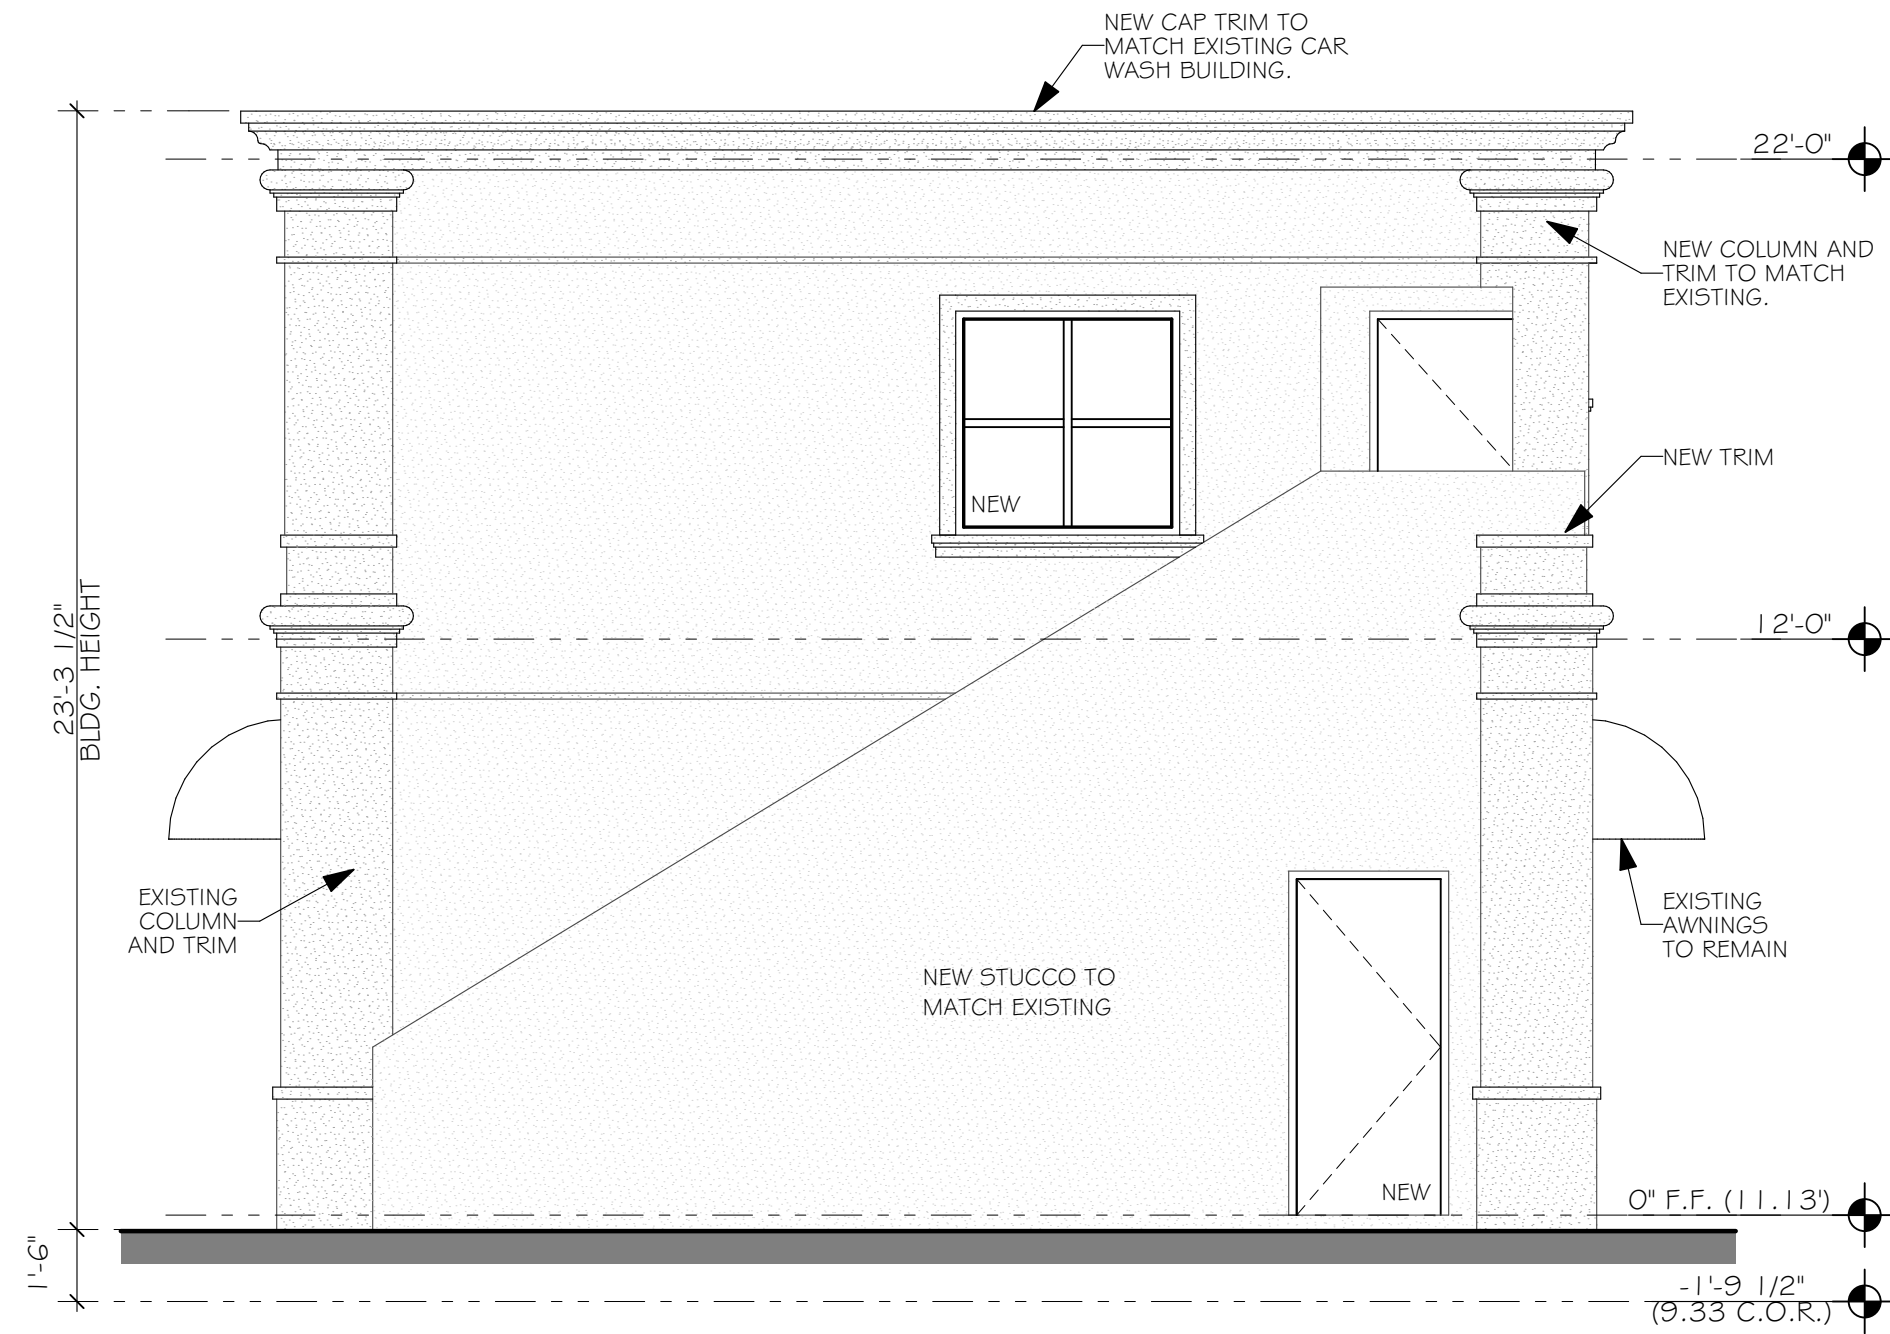 NEW CAP TRIM TO
MATCH EXISTING CAR
WASH BUILDING.
22'-0"
NEW COLUMN AND
TRIM TO MATCH
EXISTING.
NEW TRIM
NEW
12'-0"
23'-3 1/2"
BLDG. HEIGHT
EXISTING
COLUMN
AND TRIM
EXISTING
AWNINGS
TO REMAIN
NEW STUCCO TO
MATCH EXISTING
NEW
0" F.F. (11.13')
1'-6"
-1'-9 1/2"
(9.33 C.O.R.)